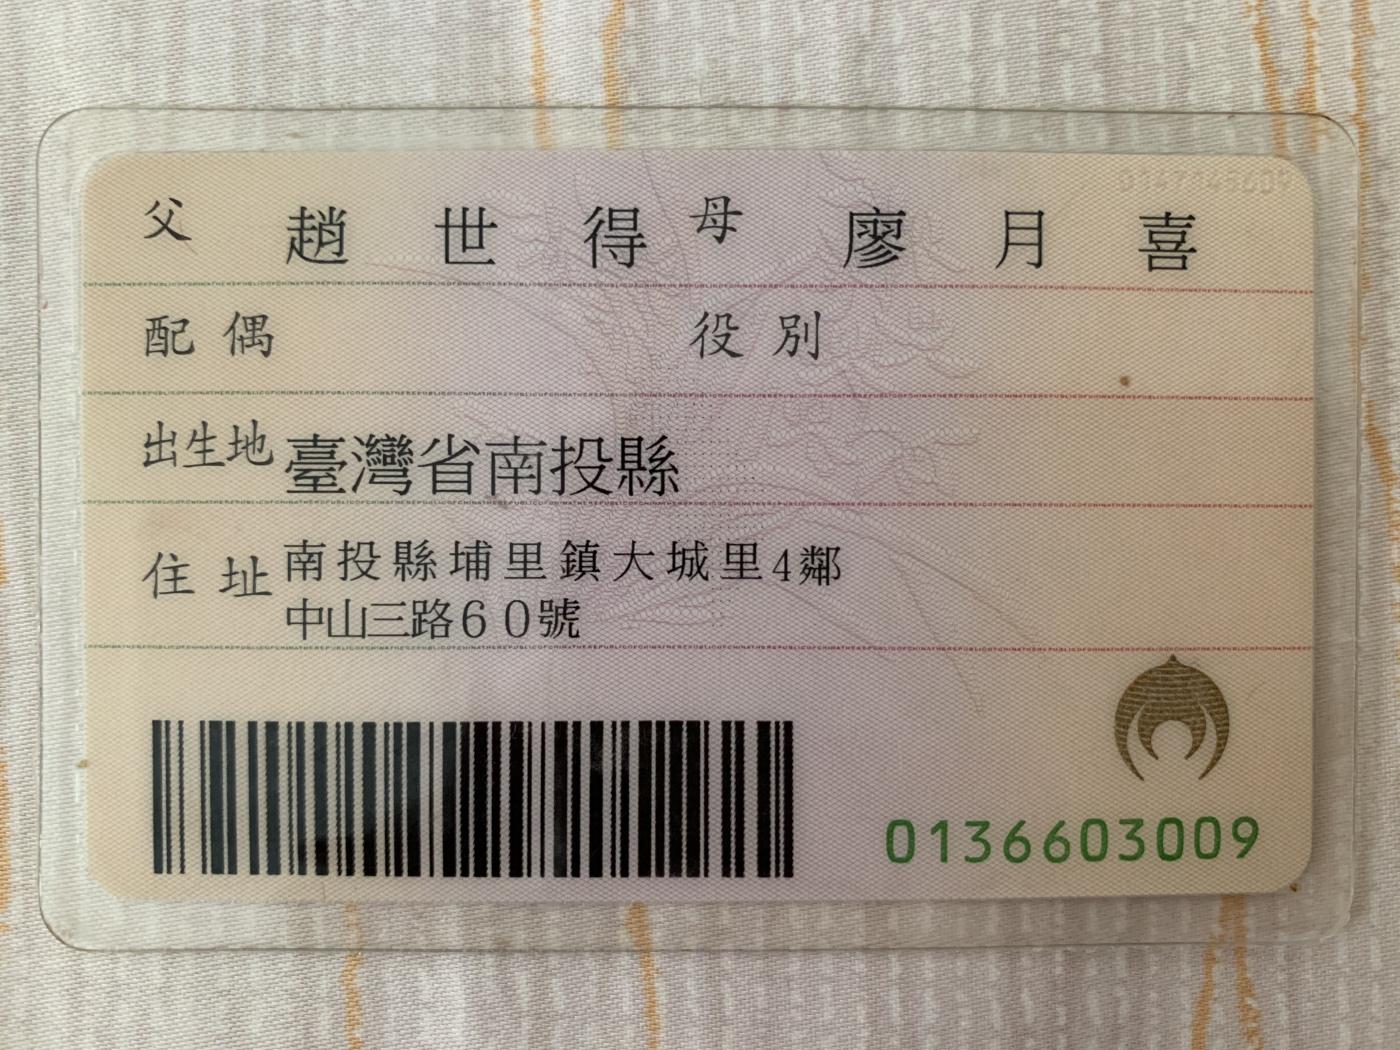 父 趙世得 母 廖月喜
配偶 役別
出生地 臺灣省南投縣
住址 南投縣埔里鎮大城里4鄰
中山三路60號
0136603009